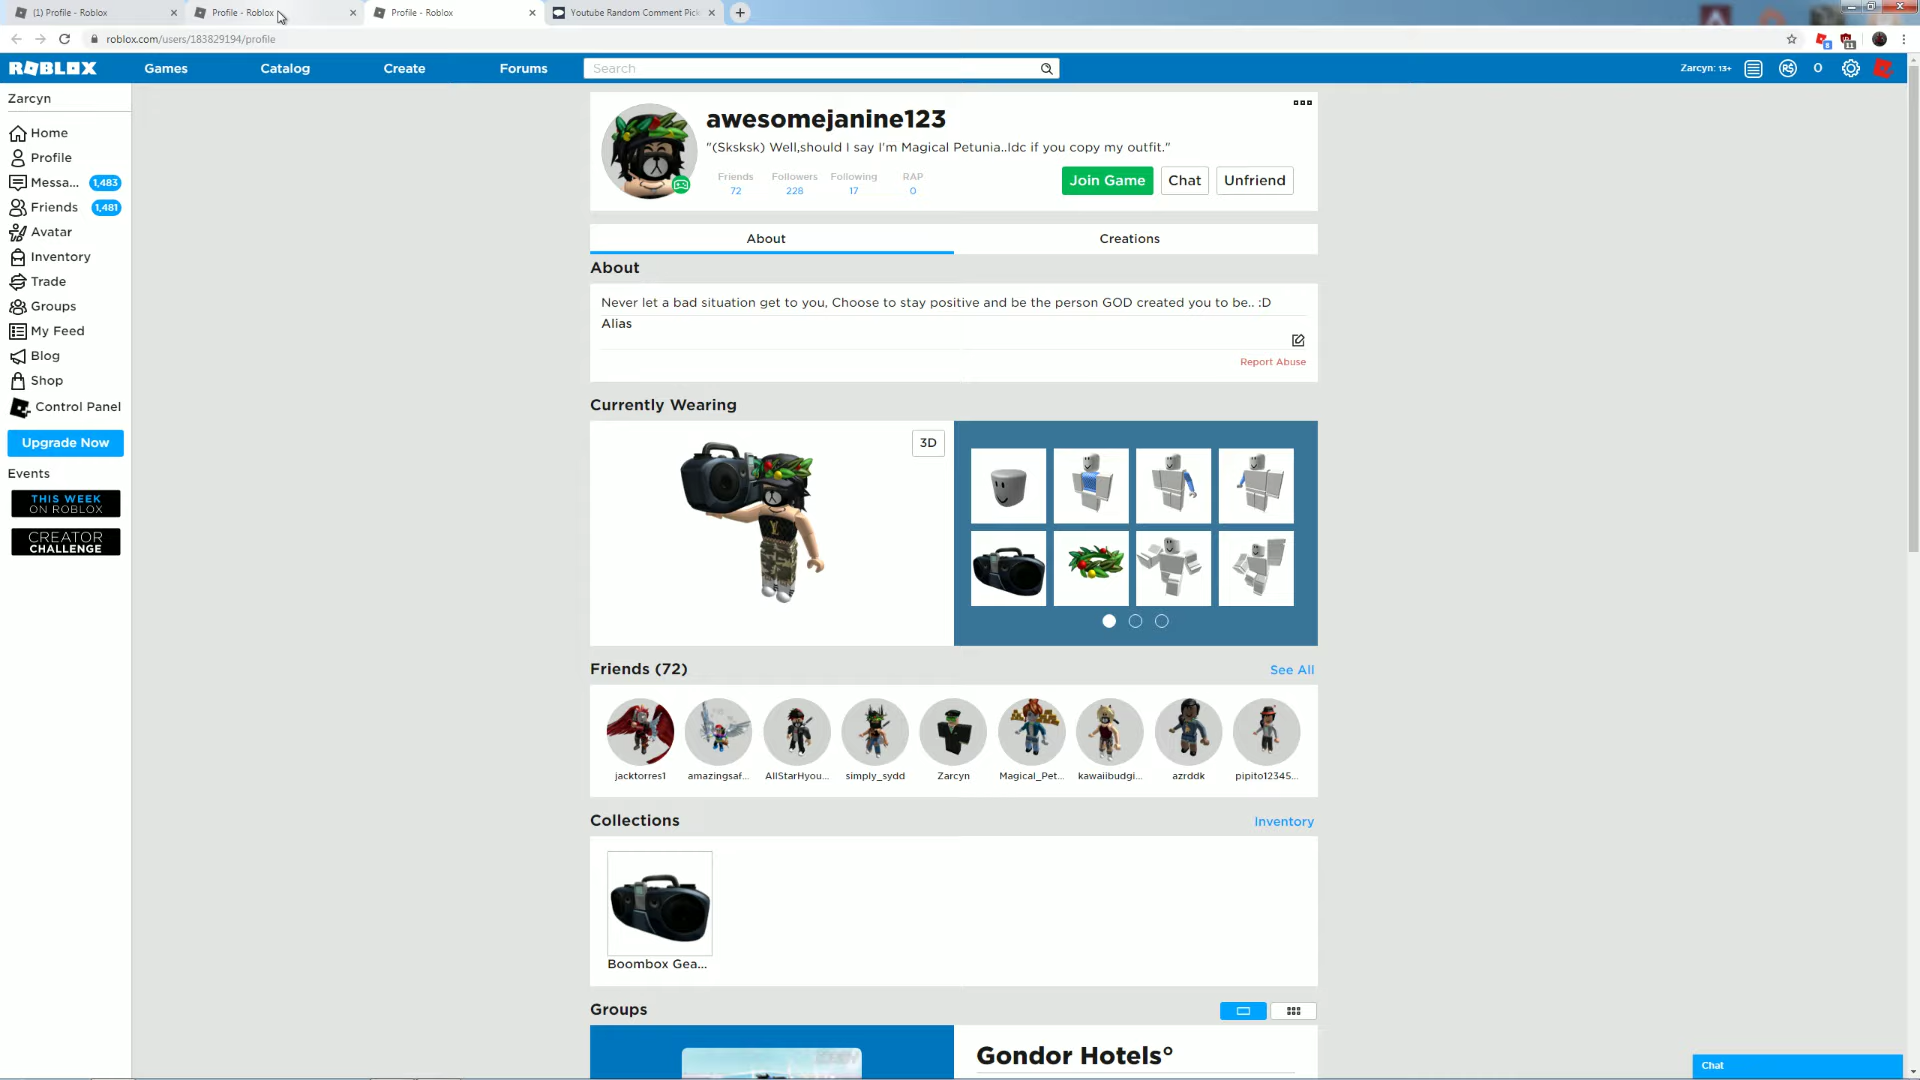 (1) Profile - Roblox
Profile - Roblox
Profile - Roblox
Youtube Random Comment Pick
roblox.com/users/183829194/profile
ROBLOX
Games
Catalog
Create
Forums
Search
Zarcyn: 13+
0
Zarcyn
Home
Profile
Messa... 1,483
Friends 1,481
Avatar
Inventory
Trade
Groups
My Feed
Blog
Shop
Control Panel
Upgrade Now
Events
THIS WEEK
ON ROBLOX
CREATOR
CHALLENGE
awesomejanine123
"(Sksksk) Well,should I say I'm Magical Petunia..Idc if you copy my outfit."
Friends Followers Following RAP
72 228 17 0
Join Game
Chat
Unfriend
About
Creations
About
Never let a bad situation get to you, Choose to stay positive and be the person GOD created you to be.. :D
Alias
Report Abuse
Currently Wearing
3D
Friends (72)
See All
jacktorres1
amazingsaf...
AllStarHyou...
simply_sydd
Zarcyn
Magical_Pet...
kawaiibudgi...
azrddk
pipito12345...
Collections
Inventory
Boombox Gea...
Groups
Gondor Hotels°
Chat